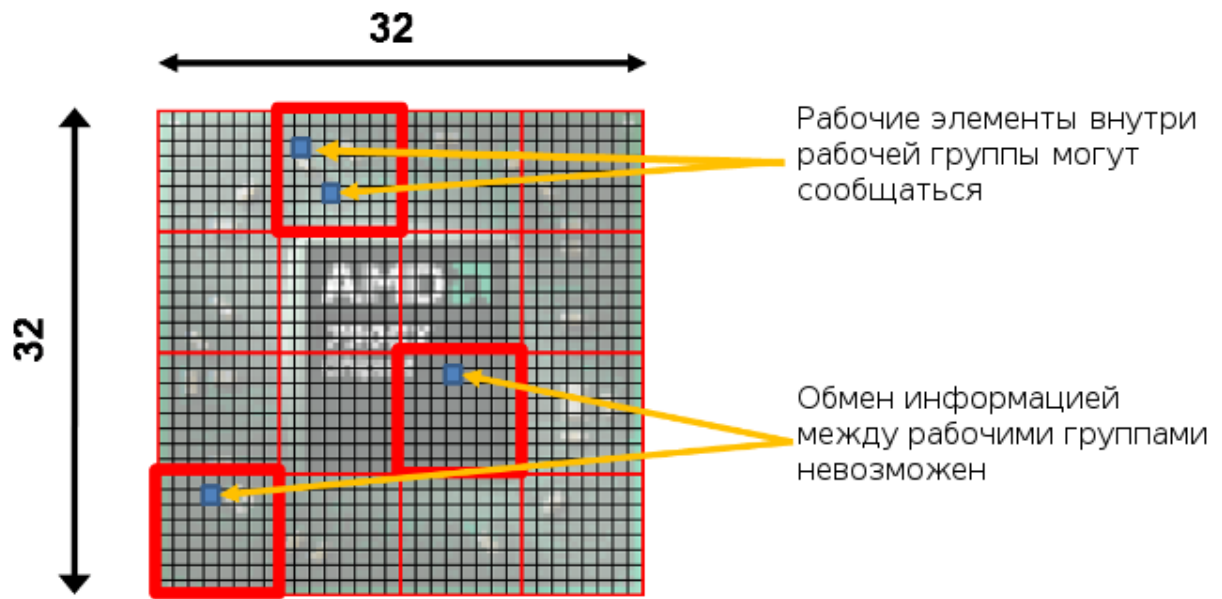 32
Рабочие элементы внутри
рабочей группы могут
сообщаться
32
AMD
Обмен информацией
между рабочими группами
невозможен